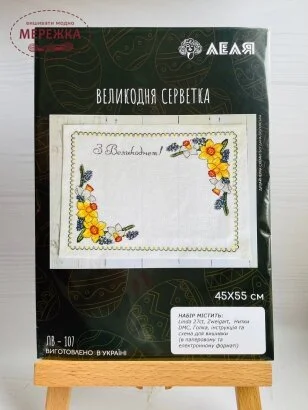 вишивати модно
МЕРЕЖКА
ЛЕЛЯ
ВЕЛИКОДНЯ СЕРВЕТКА
З Великоднем!
45X55 см
НАБІР МІСТИТЬ:
Linda 27ct, Zweigart, Нитки
DMC, Голка, інструкція та
схема для вишивки
(в паперовому та
електронному форматі)
ЛВ - 107
ВИГОТОВЛЕНО В УКРАЇНІ